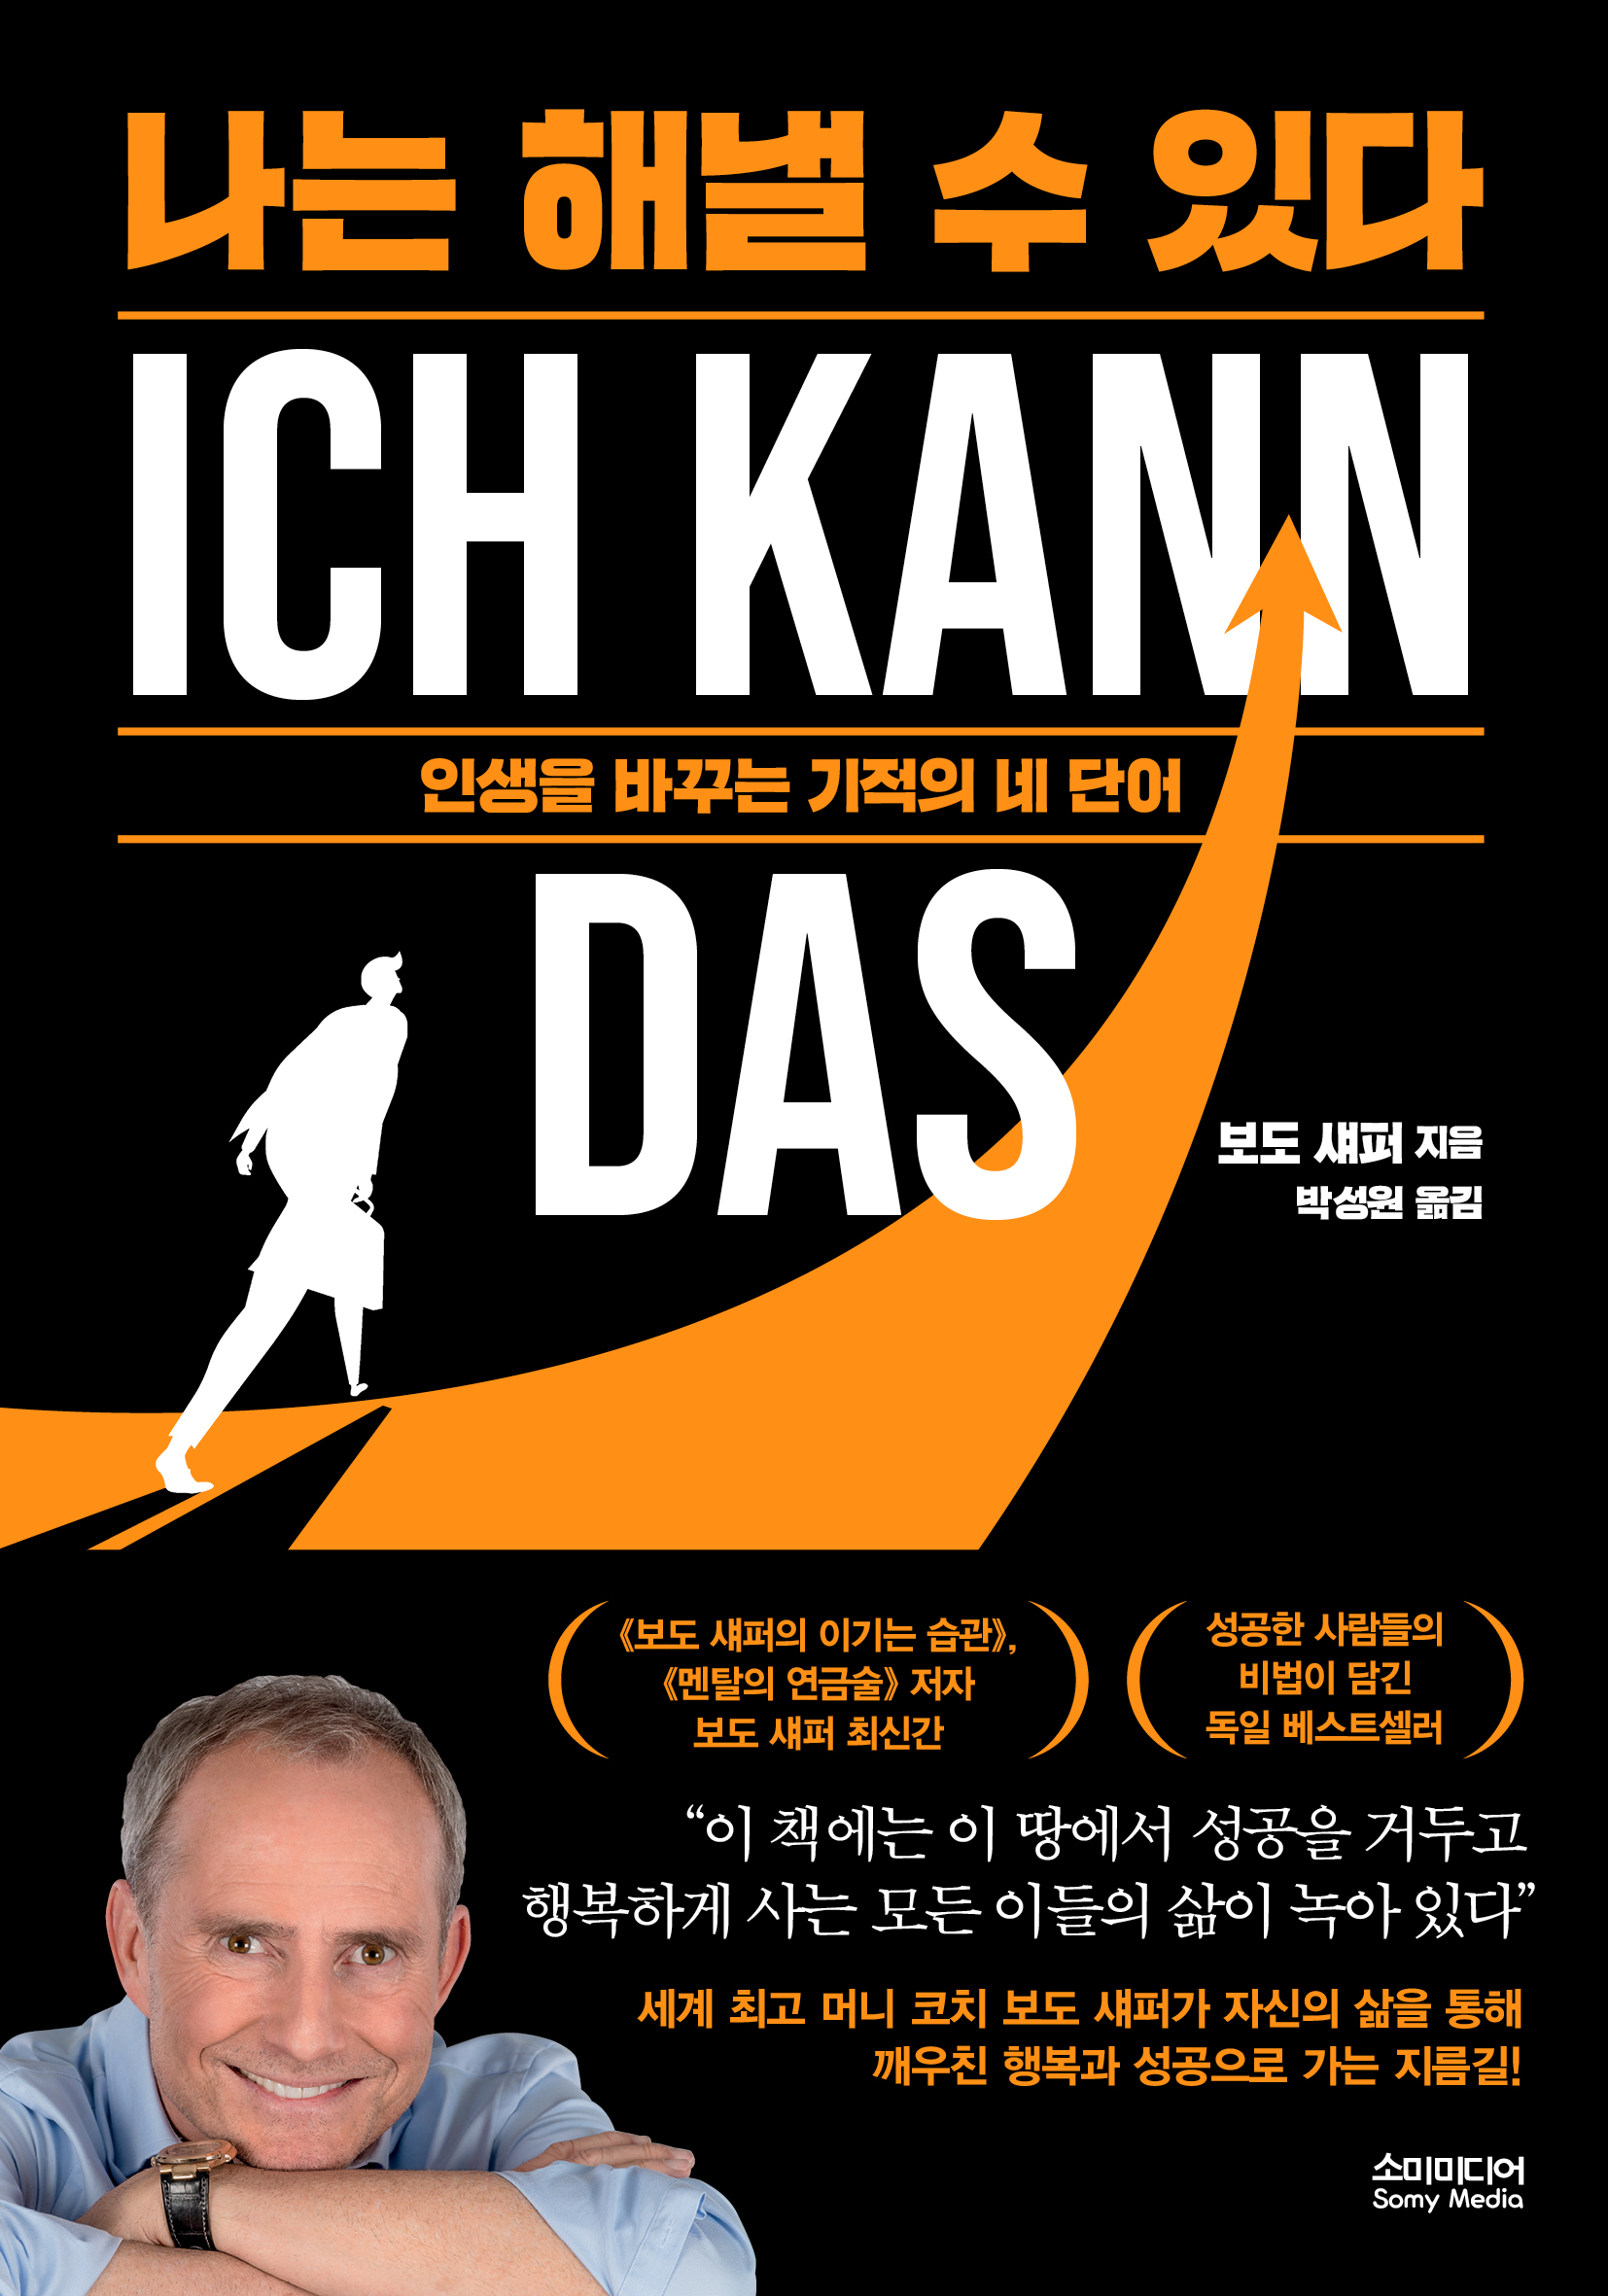 나는 해낼 수 있다
ICH KANN
인생을 바꾸는 기적의 네 단어
DAS
보도 섀퍼 지음
박성원 옮김
《보도 섀퍼의 이기는 습관》,
《멘탈의 연금술》 저자
보도 섀퍼 최신간
성공한 사람들의
비법이 담긴
독일 베스트셀러
“이 책에는 이 땅에서 성공을 거두고
행복하게 사는 모든 이들의 삶이 녹아 있다”
세계 최고 머니 코치 보도 섀퍼가 자신의 삶을 통해
깨우친 행복과 성공으로 가는 지름길!
소미미디어
Somy Media